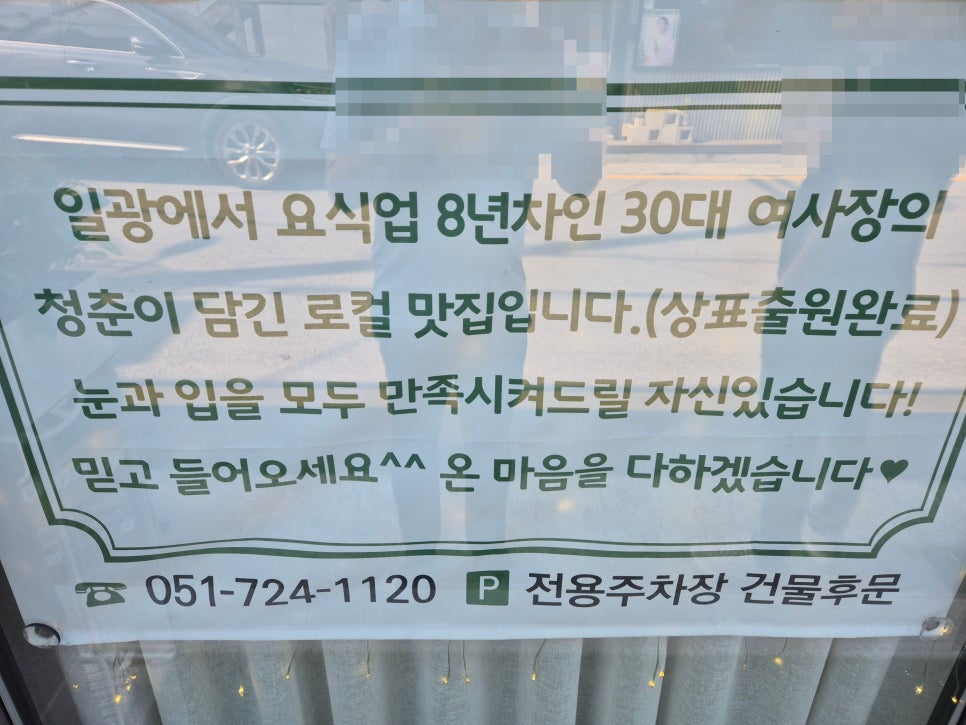 일광에서 요식업 8년차인 30대 여사장의
청춘이 담긴 로컬 맛집입니다.(상표출원완료)
눈과 입을 모두 만족시켜드릴 자신있습니다!
믿고 들어오세요^^ 온 마음을 다하겠습니다♥
☎ 051-724-1120 P 전용주차장 건물후문